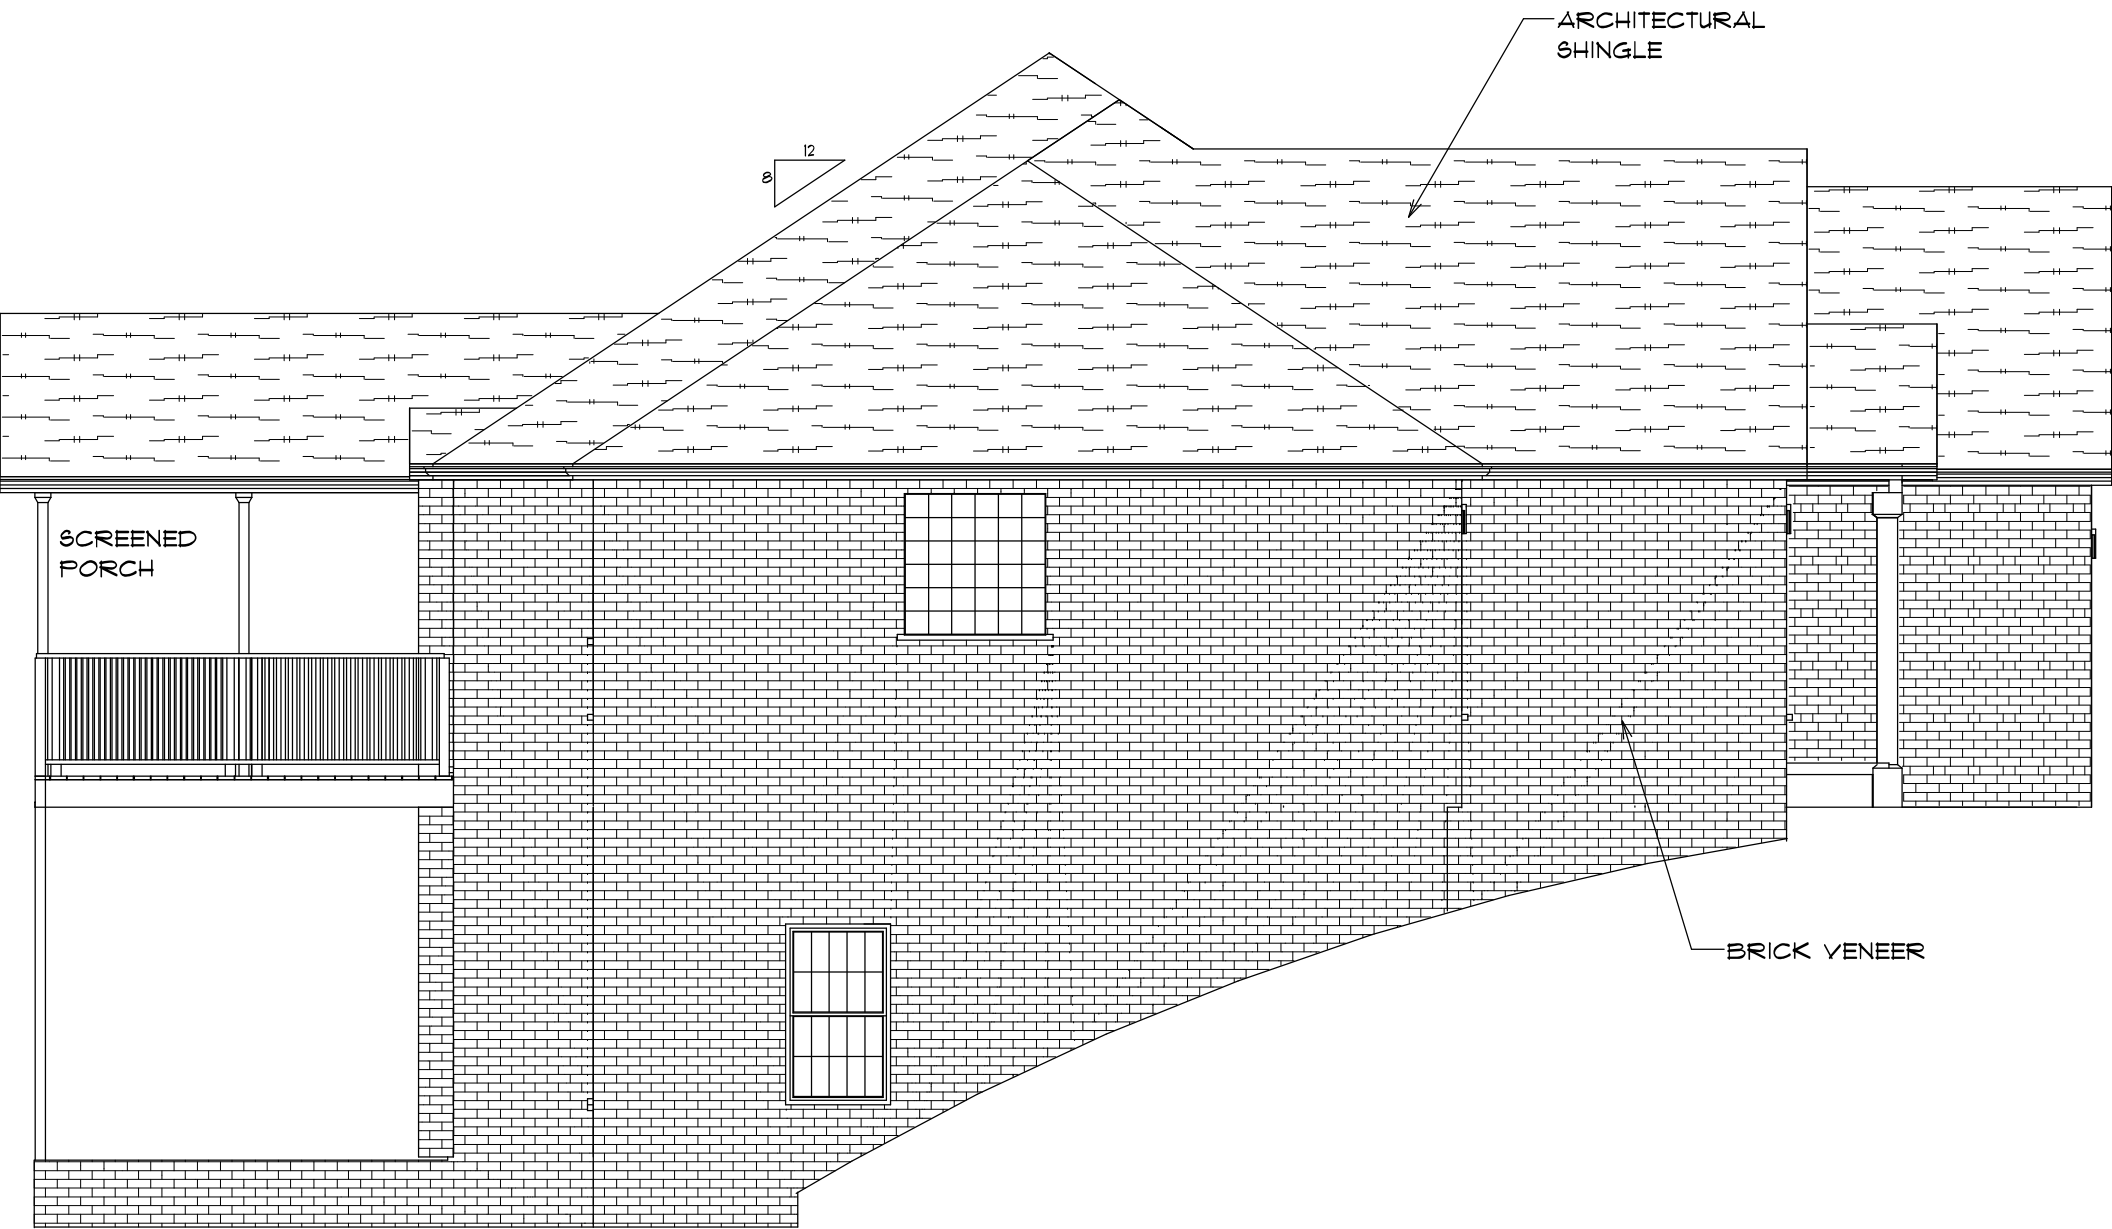 ARCHITECTURAL
SHINGLE
12
8
SCREENED
PORCH
BRICK VENEER